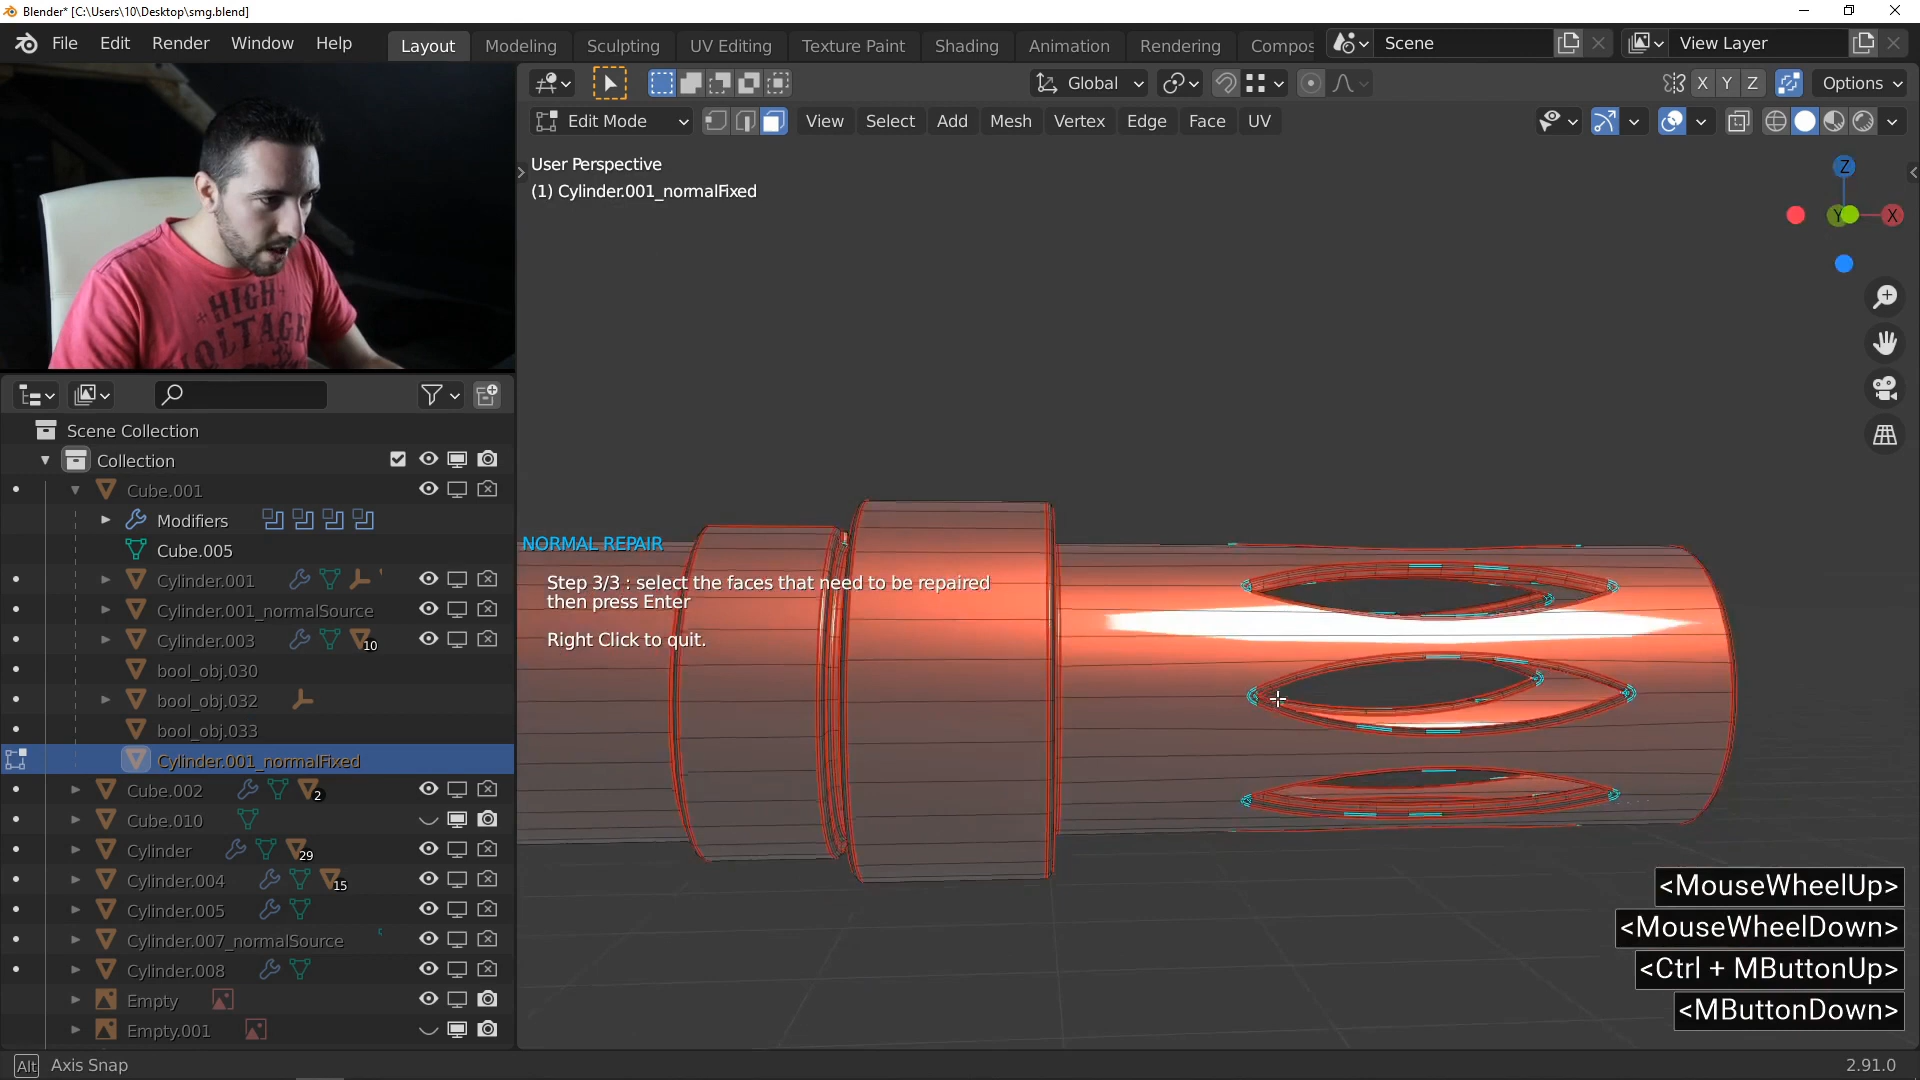 Blender* [C:\Users\10\Desktop\smg.blend]
File Edit Render Window Help
Layout Modeling Sculpting UV Editing Texture Paint Shading Animation Rendering Compos
Scene
View Layer
Global
X Y Z
Options
Edit Mode
View Select Add Mesh Vertex Edge Face UV
User Perspective
(1) Cylinder.001_normalFixed
Z
Y
X
HIGH
VOLTAGE
Scene Collection
Collection
Cube.001
Modifiers
Cube.005
Cylinder.001
Cylinder.001_normalSource
Cylinder.003
10
bool_obj.030
bool_obj.032
bool_obj.033
Cylinder.001_normalFixed
Cube.002
2
Cube.010
Cylinder
29
Cylinder.004
15
Cylinder.005
Cylinder.007_normalSource
Cylinder.008
Empty
Empty.001
NORMAL REPAIR
Step 3/3 : select the faces that need to be repaired
then press Enter
Right Click to quit.
<MouseWheelUp>
<MouseWheelDown>
<Ctrl + MButtonUp>
<MButtonDown>
Alt Axis Snap
2.91.0